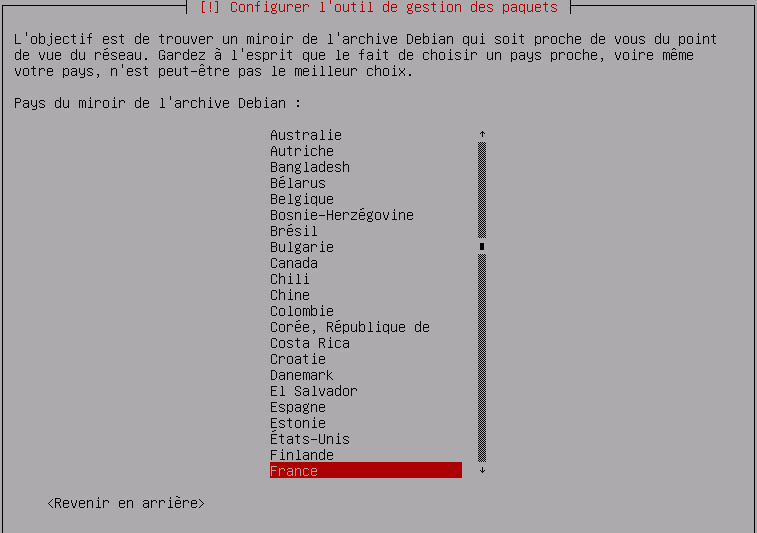 [!] Configurer l'outil de gestion des paquets
L'objectif est de trouver un miroir de l'archive Debian qui soit proche de vous du point
de vue du réseau. Gardez à l'esprit que le fait de choisir un pays proche, voire même
votre pays, n'est peut-être pas le meilleur choix.
Pays du miroir de l'archive Debian :
Australie
Autriche
Bangladesh
Bélarus
Belgique
Bosnie-Herzégovine
Brésil
Bulgarie
Canada
Chili
Chine
Colombie
Corée, République de
Costa Rica
Croatie
Danemark
El Salvador
Espagne
Estonie
États-Unis
Finlande
France
<Revenir en arrière>